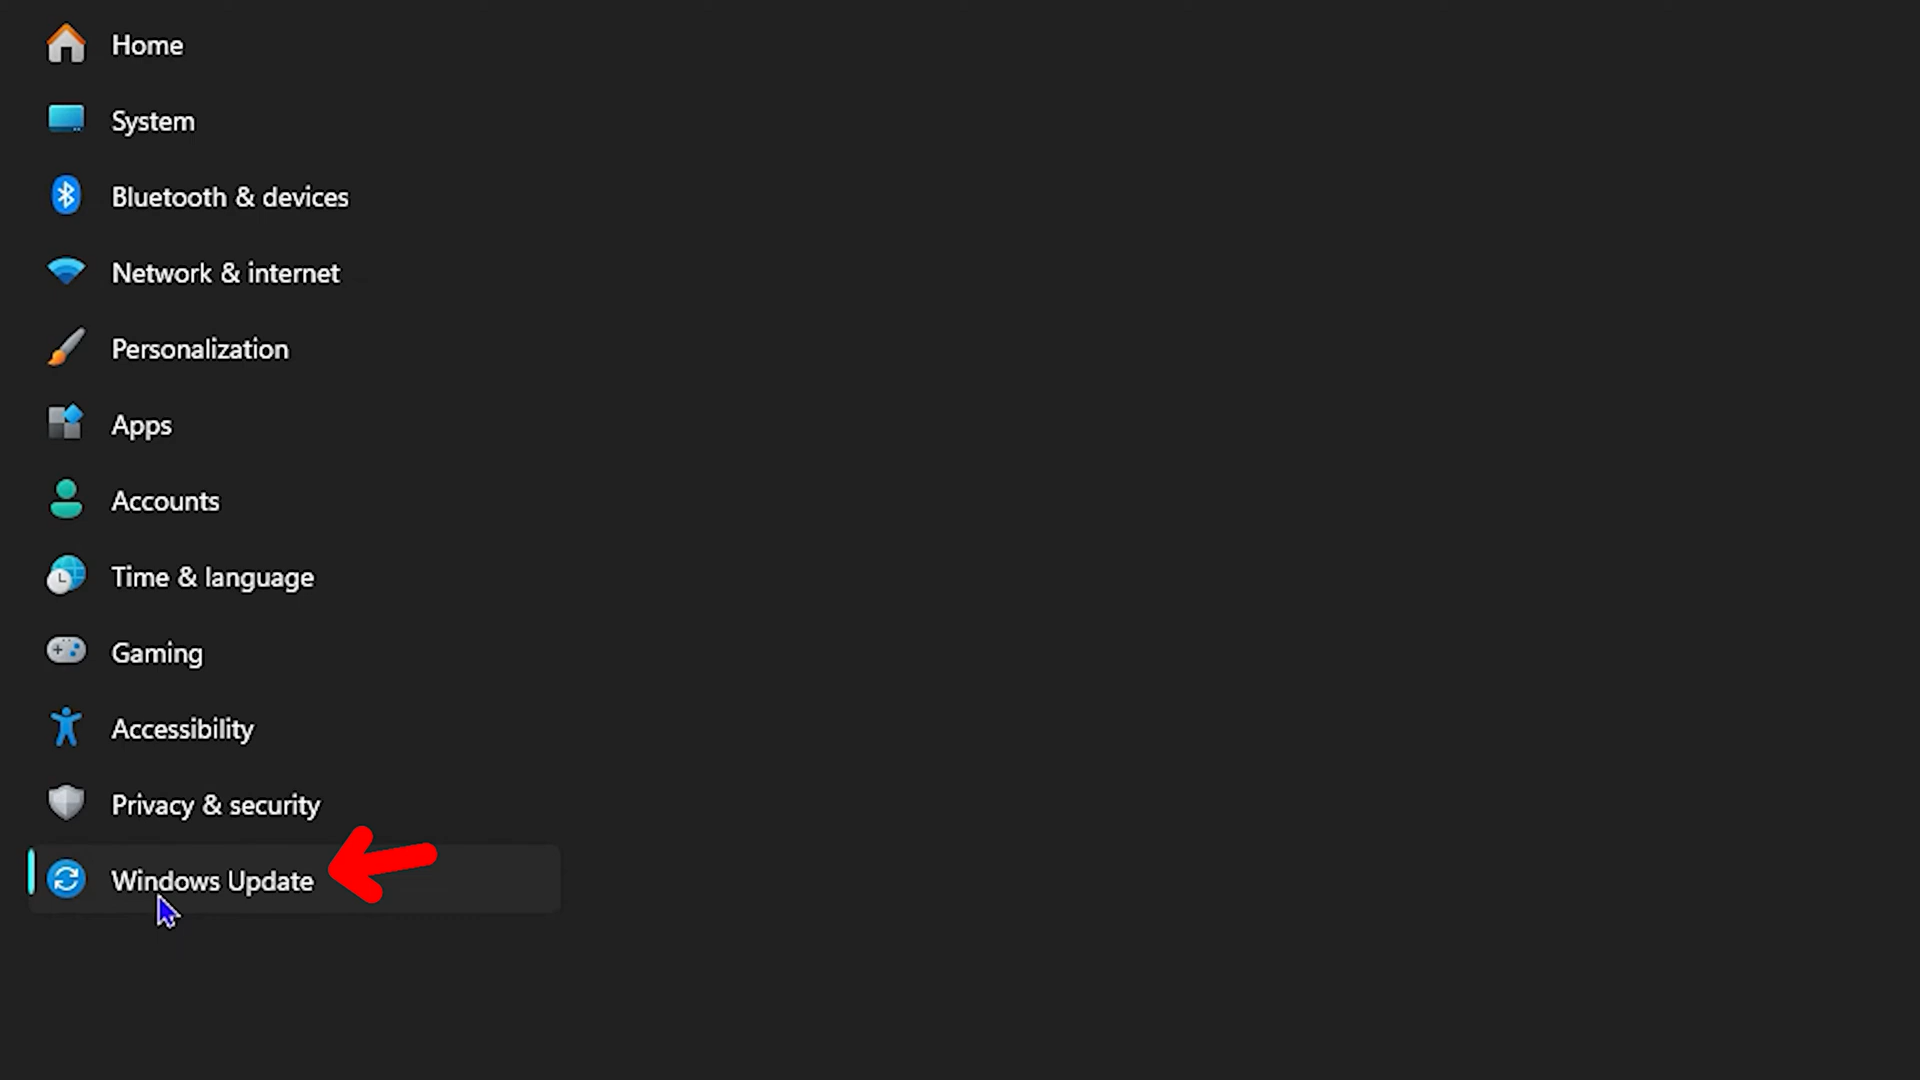 Home
System
Bluetooth & devices
Network & internet
Personalization
Apps
Accounts
Time & language
Gaming
Accessibility
Privacy & security
Windows Update